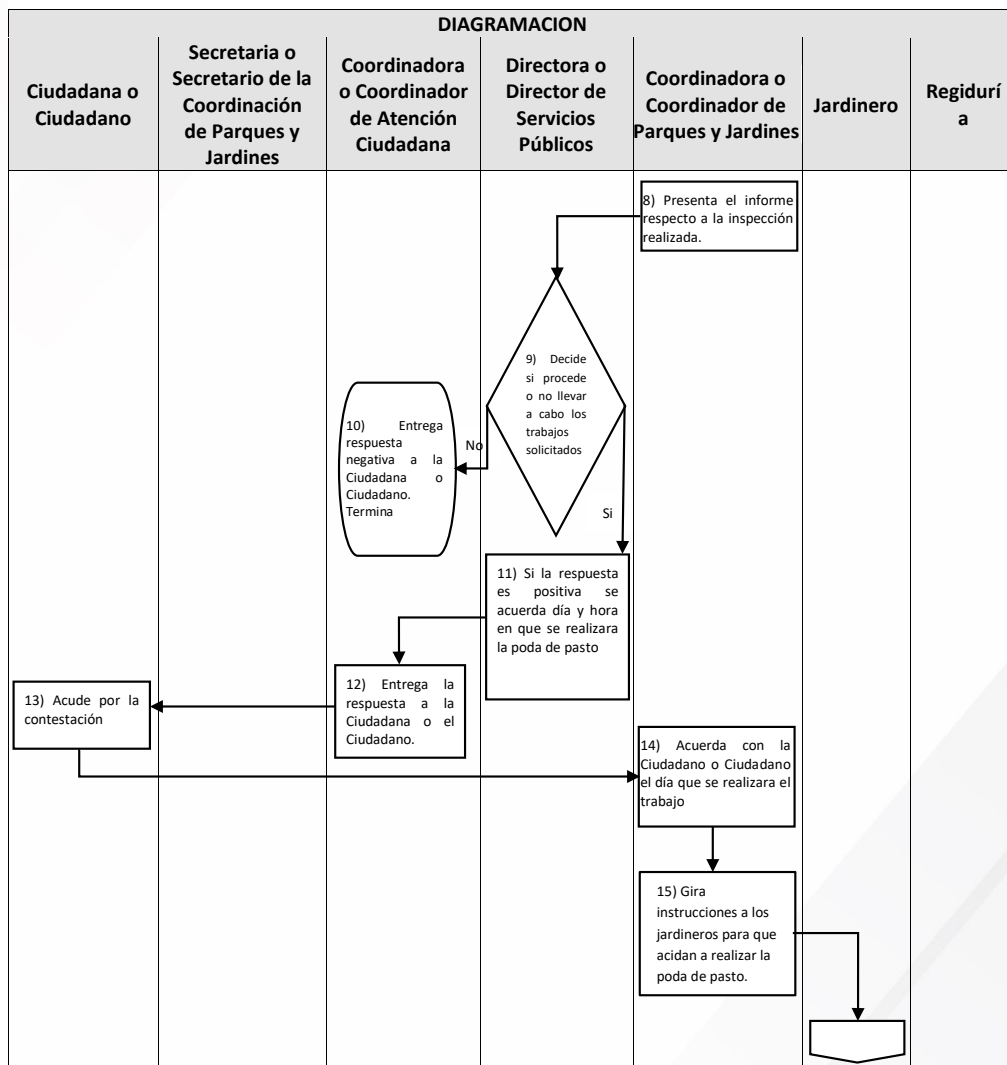 DIAGRAMACION
Ciudadana o
Ciudadano
Secretaria o
Secretario de la
Coordinación
de Parques y
Jardines
Coordinadora
o Coordinador
de Atención
Ciudadana
Directora o
Director de
Servicios
Públicos
Coordinadora o
Coordinador de
Parques y Jardines
Jardinero
Regidurí
a
8) Presenta el informe
respecto a la inspección
realizada.
9) Decide
si procede
o no llevar
a cabo los
trabajos
solicitados
No
Si
10) Entrega
respuesta
negativa a la
Ciudadana o
Ciudadano.
Termina
11) Si la respuesta
es positiva se
acuerda día y hora
en que se realizara
la poda de pasto
12) Entrega la
respuesta a la
Ciudadana o el
Ciudadano.
13) Acude por la
contestación
14) Acuerda con la
Ciudadano o Ciudadano
el día que se realizara el
trabajo
15) Gira
instrucciones a los
jardineros para que
acidan a realizar la
poda de pasto.